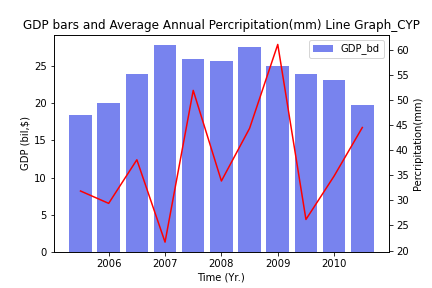 GDP bars and Average Annual Percripitation(mm) Line Graph_CYP
GDP_bd
GDP (bil,$)
25
20
15
10
5
0
60
55
50
45
40
35
30
25
20
Percripitation(mm)
2006 2007 2008 2009 2010
Time (Yr.)